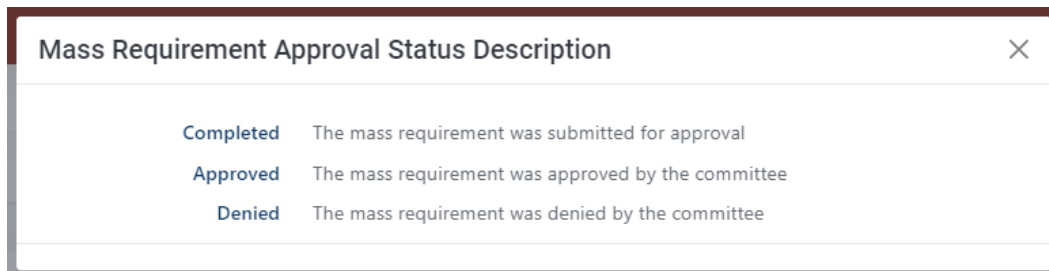 Mass Requirement Approval Status Description
Completed The mass requirement was submitted for approval
Approved The mass requirement was approved by the committee
Denied The mass requirement was denied by the committee